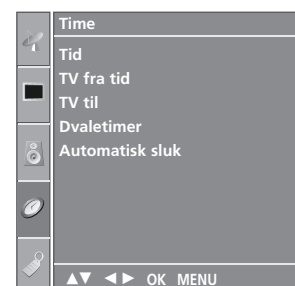 Time
Tid
TV fra tid
TV til
Dvaletimer
Automatisk sluk
▲▼ ◄► OK MENU